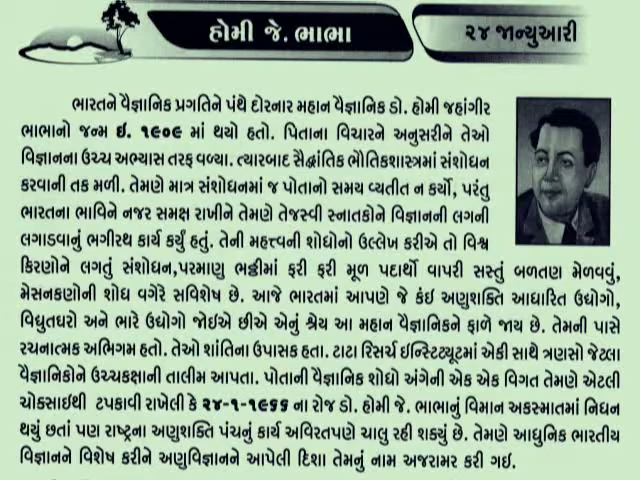 હોમી જે. ભાભા
૨૪ જાન્યુઆરી
ભારતને વૈજ્ઞાનિક પ્રગતિને પંથે દોરનાર મહાન વૈજ્ઞાનિક ડો. હોમી જહાંગીર
ભાભાનો જન્મ ઇ. ૧૯૦૯ માં થયો હતો. પિતાના વિચારને અનુસરીને તેઓ
વિજ્ઞાનના ઉચ્ચ અભ્યાસ તરફ વળ્યા. ત્યારબાદ સૈદ્ધાંતિક ભૌતિકશાસ્ત્રમાં સંશોધન
કરવાની તક મળી. તેમણે માત્ર સંશોધનમાં જ પોતાનો સમય વ્યતીત ન કર્યો, પરંતુ
ભારતના ભાવિને નજર સમક્ષ રાખીને તેમણે તેજસ્વી સ્નાતકોને વિજ્ઞાનની લગની
લગાડવાનું ભગીરથ કાર્ય કર્યું હતું. તેની મહત્ત્વની શોધોનો ઉલ્લેખ કરીએ તો વિશ્વ
કિરણોને લગતું સંશોધન,પરમાણુ ભઠ્ઠીમાં ફરી ફરી મૂળ પદાર્થો વાપરી સસ્તું બળતણ મેળવવું,
મેસનકણોની શોધ વગેરે સવિશેષ છે. આજે ભારતમાં આપણે જે કંઈ અણુશક્તિ આધારિત ઉદ્યોગો,
વિદ્યુતઘરો અને ભારે ઉદ્યોગો જોઈએ છીએ એનું શ્રેય આ મહાન વૈજ્ઞાનિકને ફાળે જાય છે. તેમની પાસે
રચનાત્મક અભિગમ હતો. તેઓ શાંતિના ઉપાસક હતા. ટાટા રિસર્ચ ઇન્સ્ટિટ્યૂટમાં એકી સાથે ત્રણસો જેટલા
વૈજ્ઞાનિકોને ઉચ્ચકક્ષાની તાલીમ આપતા. પોતાની વૈજ્ઞાનિક શોધો અંગેની એક એક વિગત તેમણે એટલી
ચોક્સાઇથી ટપકાવી રાખેલી કે ૨૪-૧-૧૯૬૬ ના રોજ ડો. હોમી જે. ભાભાનું વિમાન અકસ્માતમાં નિધન
થયું છતાં પણ રાષ્ટ્રના અણુશક્તિ પંચનું કાર્ય અવિરતપણે ચાલુ રહી શક્યું છે. તેમણે આધુનિક ભારતીય
વિજ્ઞાનને વિશેષ કરીને અણુવિજ્ઞાનને આપેલી દિશા તેમનું નામ અજરામર કરી ગઈ.